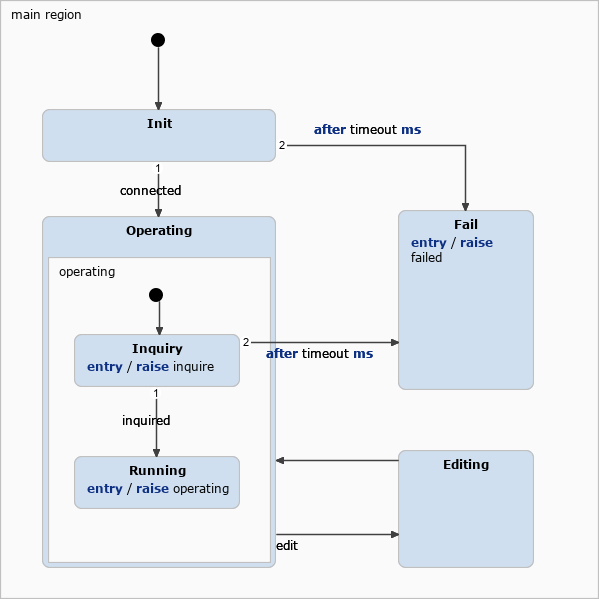 main region
Init
2
after timeout ms
1
connected
Operating
Fail
entry / raise
failed
operating
Inquiry
entry / raise inquire
2
after timeout ms
1
inquired
Running
entry / raise operating
Editing
edit